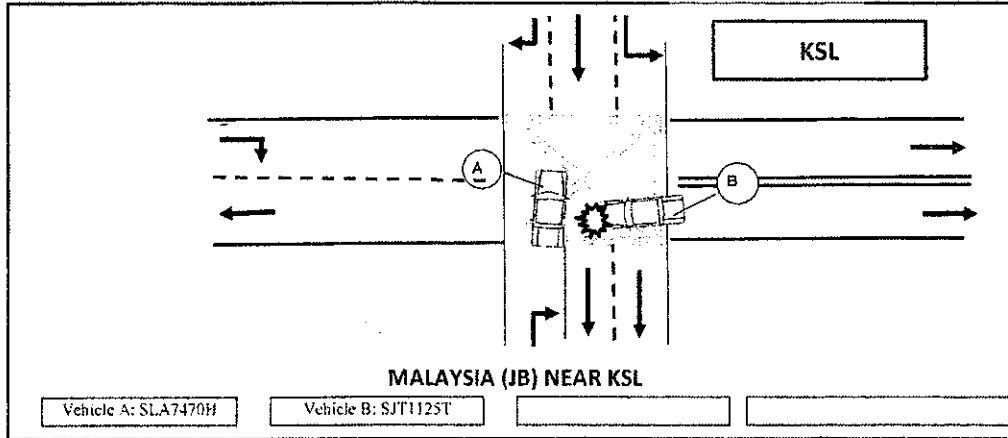 KSL
A
B
MALAYSIA (JB) NEAR KSL
Vehicle A: SLA7470H
Vehicle B: SJT1125T